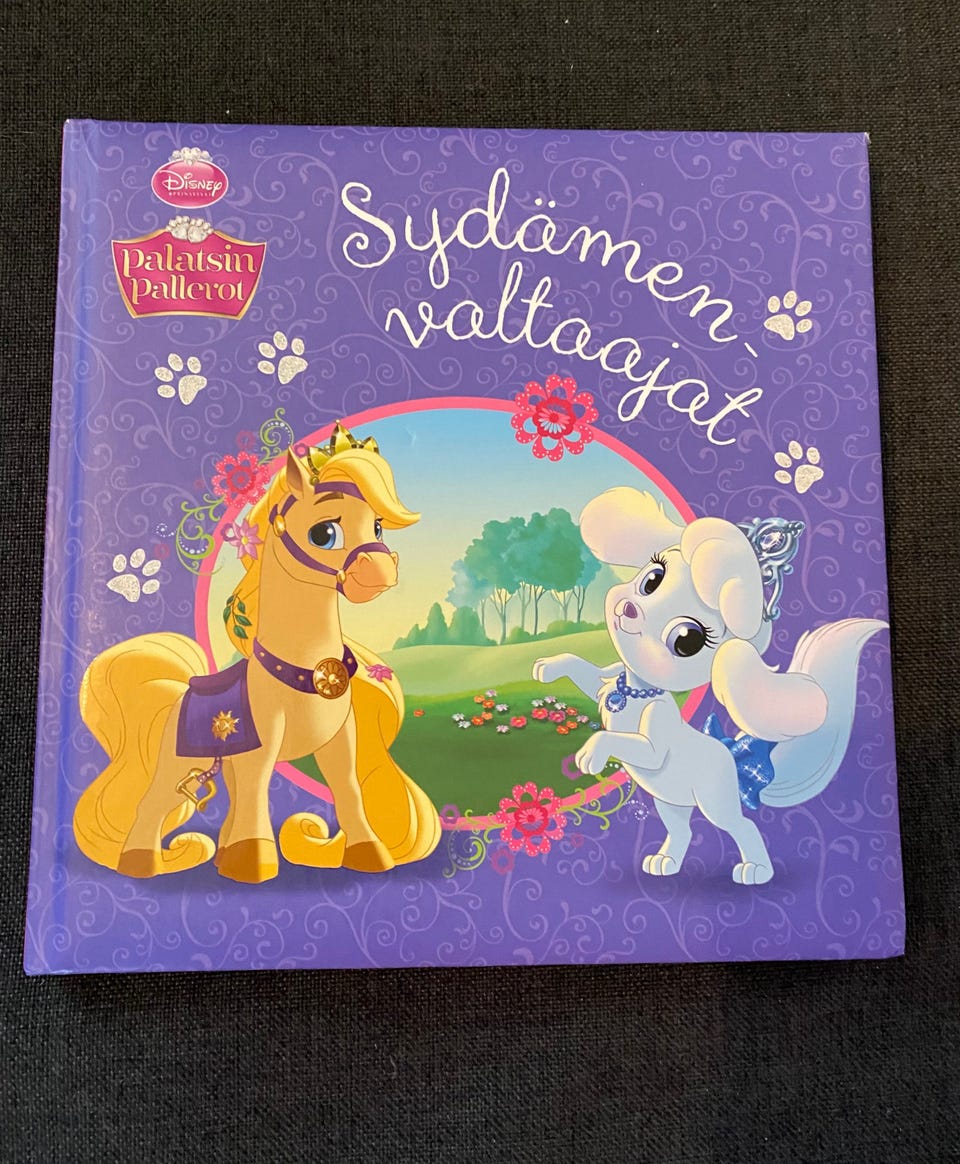 Disney
Palatsin
Pallerot
Sydämen-
valtaajat